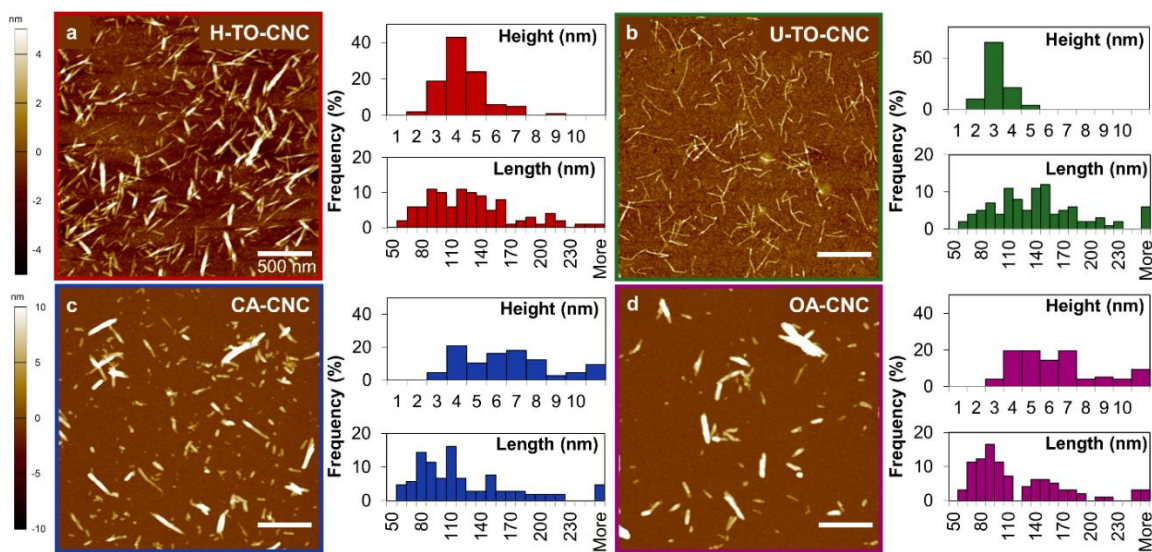 nm
4
2
0
-2
-4
a
H-TO-CNC
500 nm
Frequency (%)
Height (nm)
40
20
0
1 2 3 4 5 6 7 8 9 10
Length (nm)
20
10
0
50 80 110 140 170 200 230 More
b
U-TO-CNC
Frequency (%)
Height (nm)
50
0
1 2 3 4 5 6 7 8 9 10
Length (nm)
20
10
0
50 80 110 140 170 200 230 More
nm
10
5
0
-5
-10
c
CA-CNC
Frequency (%)
Height (nm)
40
20
0
1 2 3 4 5 6 7 8 9 10
Length (nm)
20
10
0
50 80 110 140 170 200 230 More
d
OA-CNC
Frequency (%)
Height (nm)
40
20
0
1 2 3 4 5 6 7 8 9 10
Length (nm)
20
10
0
50 80 110 140 170 200 230 More